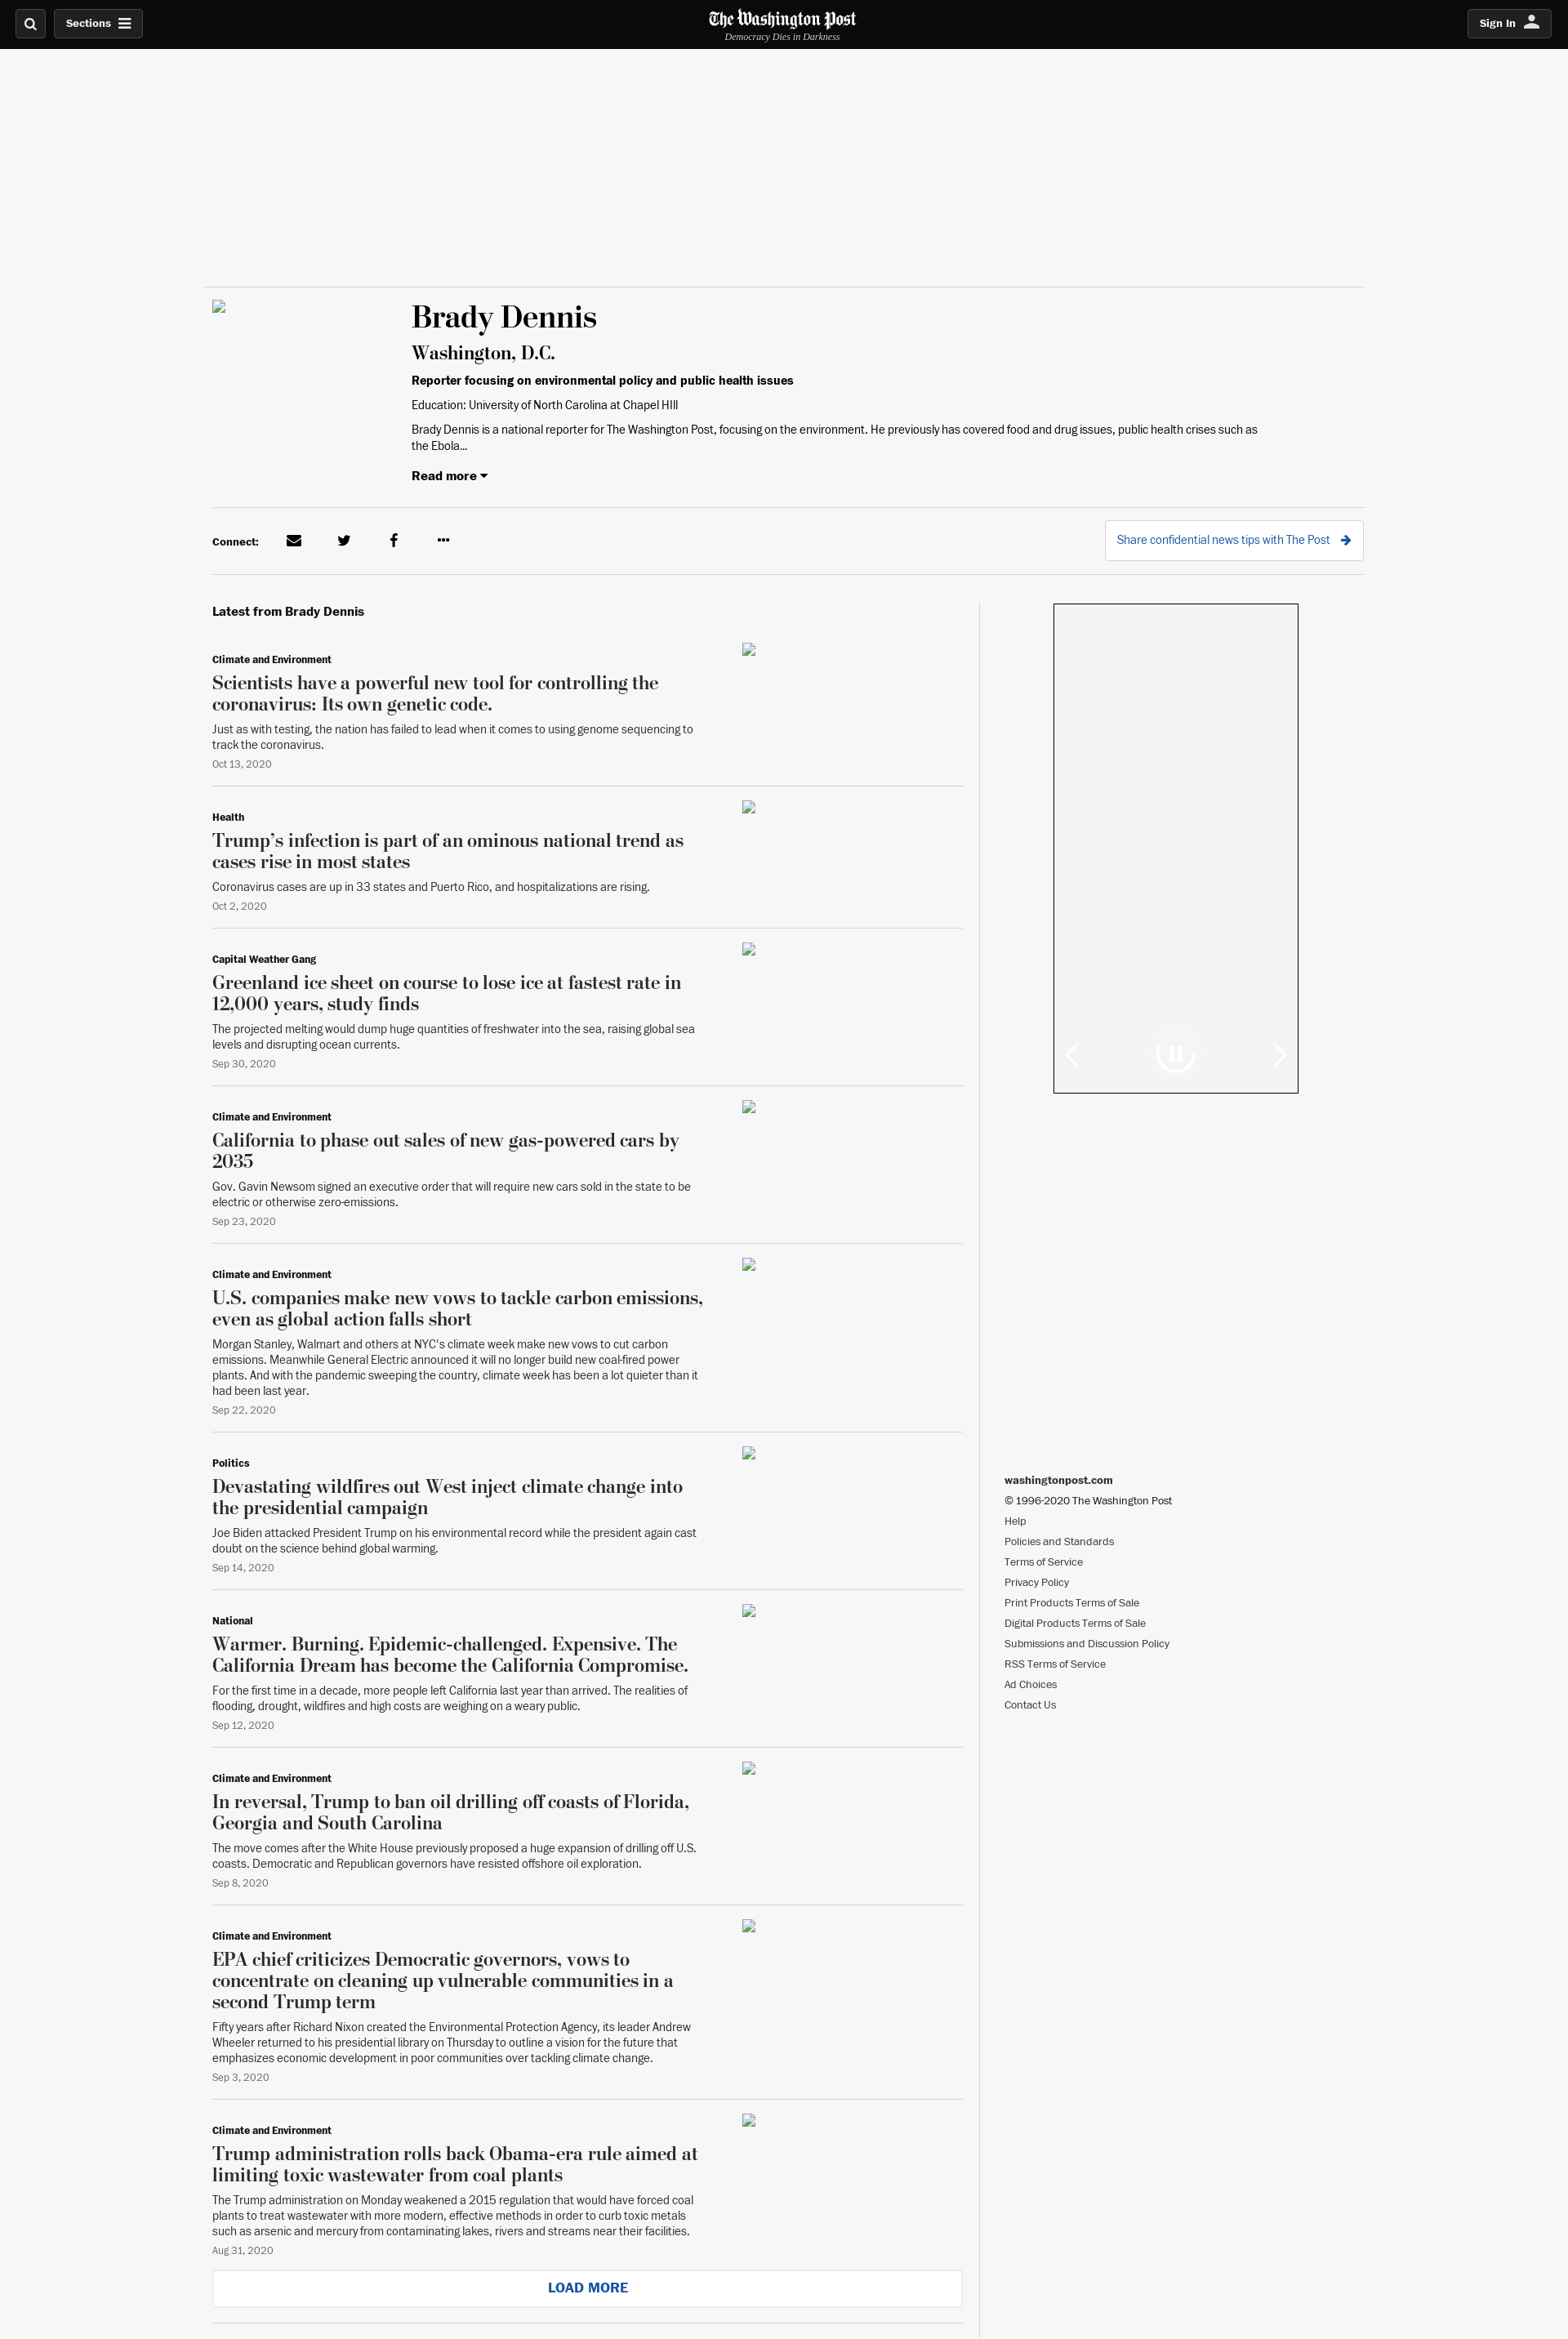 Sections
The Washington Post
Democracy Dies in Darkness
Sign In
Brady Dennis
Washington, D.C.
Reporter focusing on environmental policy and public health issues
Education: University of North Carolina at Chapel HIll
Brady Dennis is a national reporter for The Washington Post, focusing on the environment. He previously has covered food and drug issues, public health crises such as
the Ebola...
Read more
Connect:
Share confidential news tips with The Post
Latest from Brady Dennis
Climate and Environment
Scientists have a powerful new tool for controlling the
coronavirus: Its own genetic code.
Just as with testing, the nation has failed to lead when it comes to using genome sequencing to
track the coronavirus.
Oct 13, 2020
Health
Trump’s infection is part of an ominous national trend as
cases rise in most states
Coronavirus cases are up in 33 states and Puerto Rico, and hospitalizations are rising.
Oct 2, 2020
Capital Weather Gang
Greenland ice sheet on course to lose ice at fastest rate in
12,000 years, study finds
The projected melting would dump huge quantities of freshwater into the sea, raising global sea
levels and disrupting ocean currents.
Sep 30, 2020
Climate and Environment
California to phase out sales of new gas-powered cars by
2035
Gov. Gavin Newsom signed an executive order that will require new cars sold in the state to be
electric or otherwise zero-emissions.
Sep 23, 2020
Climate and Environment
U.S. companies make new vows to tackle carbon emissions,
even as global action falls short
Morgan Stanley, Walmart and others at NYC's climate week make new vows to cut carbon
emissions. Meanwhile General Electric announced it will no longer build new coal-fired power
plants. And with the pandemic sweeping the country, climate week has been a lot quieter than it
had been last year.
Sep 22, 2020
Politics
Devastating wildfires out West inject climate change into
the presidential campaign
Joe Biden attacked President Trump on his environmental record while the president again cast
doubt on the science behind global warming.
Sep 14, 2020
National
Warmer. Burning. Epidemic-challenged. Expensive. The
California Dream has become the California Compromise.
For the first time in a decade, more people left California last year than arrived. The realities of
flooding, drought, wildfires and high costs are weighing on a weary public.
Sep 12, 2020
Climate and Environment
In reversal, Trump to ban oil drilling off coasts of Florida,
Georgia and South Carolina
The move comes after the White House previously proposed a huge expansion of drilling off U.S.
coasts. Democratic and Republican governors have resisted offshore oil exploration.
Sep 8, 2020
Climate and Environment
EPA chief criticizes Democratic governors, vows to
concentrate on cleaning up vulnerable communities in a
second Trump term
Fifty years after Richard Nixon created the Environmental Protection Agency, its leader Andrew
Wheeler returned to his presidential library on Thursday to outline a vision for the future that
emphasizes economic development in poor communities over tackling climate change.
Sep 3, 2020
Climate and Environment
Trump administration rolls back Obama-era rule aimed at
limiting toxic wastewater from coal plants
The Trump administration on Monday weakened a 2015 regulation that would have forced coal
plants to treat wastewater with more modern, effective methods in order to curb toxic metals
such as arsenic and mercury from contaminating lakes, rivers and streams near their facilities.
Aug 31, 2020
LOAD MORE
washingtonpost.com
© 1996-2020 The Washington Post
Help
Policies and Standards
Terms of Service
Privacy Policy
Print Products Terms of Sale
Digital Products Terms of Sale
Submissions and Discussion Policy
RSS Terms of Service
Ad Choices
Contact Us